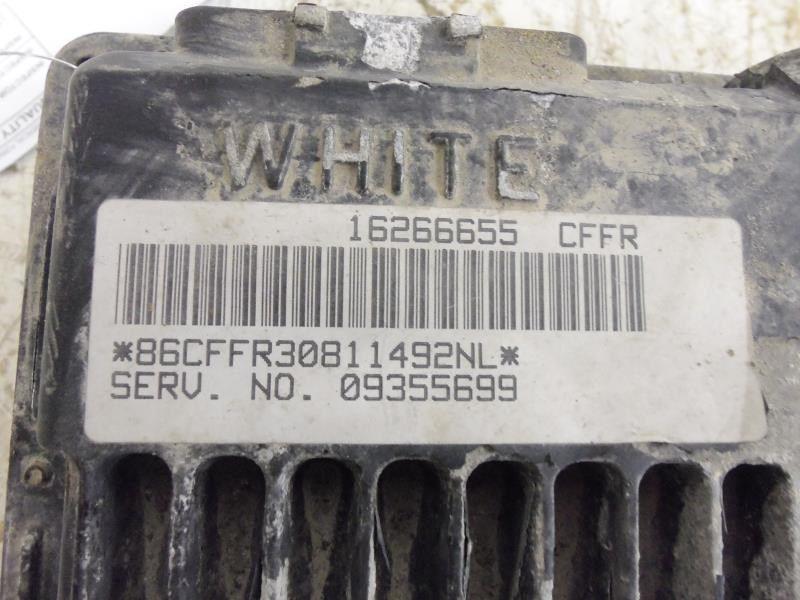 WHITE
16266655 CFFR
*86CFFR30811492NL*
SERV. NO. 09355699